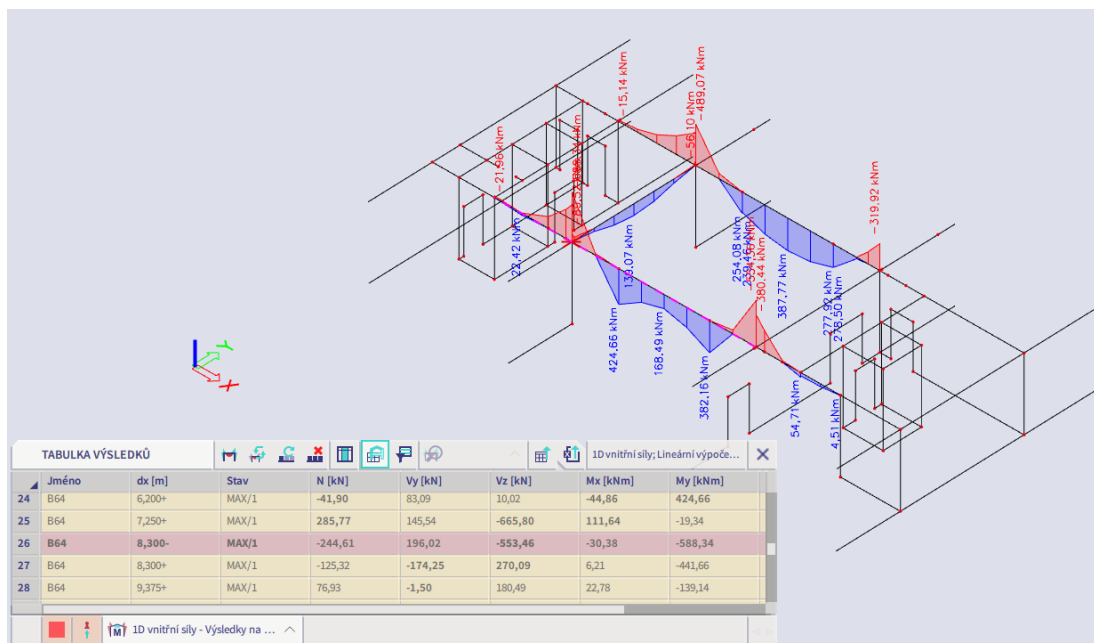 -15,14 kNm
-489,07 kNm
-56,10 kNm
-21,96 kNm
22,42 kNm
139,07 kNm
-319,92 kNm
254,08 kNm
239,46 kNm
-380,44 kNm
387,77 kNm
277,92 kNm
278,50 kNm
424,66 kNm
168,49 kNm
382,16 kNm
54,71 kNm
4,51 kNm
X
Y
TABULKA VÝSLEDKŮ
1D vnitřní síly; Lineární výpoče...
Jméno dx [m] Stav N [kN] Vy [kN] Vz [kN] Mx [kNm] My [kNm]
24 B64 6,200+ MAX/1 -41,90 83,09 10,02 -44,86 424,66
25 B64 7,250+ MAX/1 285,77 145,54 -665,80 111,64 -19,34
26 B64 8,300- MAX/1 -244,61 196,02 -553,46 -30,38 -588,34
27 B64 8,300+ MAX/1 -125,32 -174,25 270,09 6,21 -441,66
28 B64 9,375+ MAX/1 76,93 -1,50 180,49 22,78 -139,14
1D vnitřní síly - Výsledky na ...